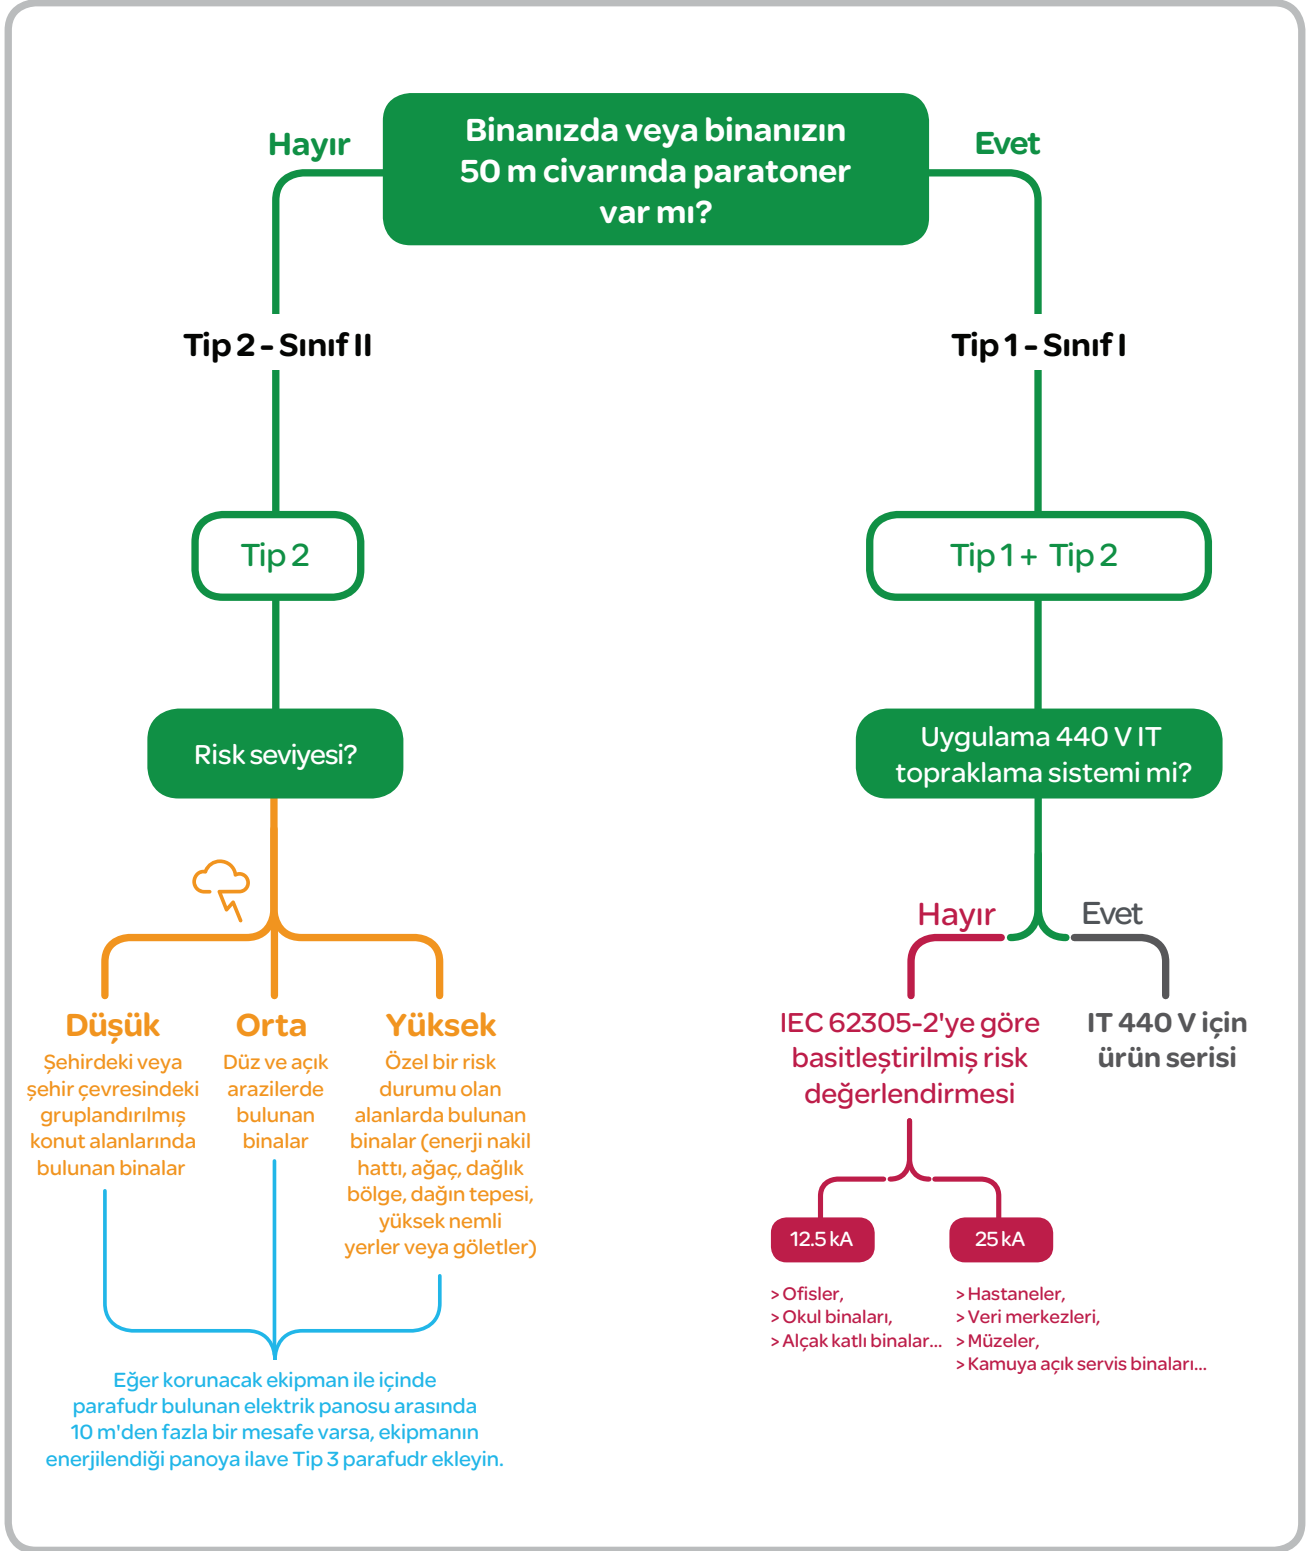 Binanızda veya binanızın
50 m civarında paratoner
var mı?
Hayır
Evet
Tip 2 - Sınıf II
Tip 1 - Sınıf I
Tip 2
Tip 1 + Tip 2
Risk seviyesi?
Uygulama 440 V IT
topraklama sistemi mi?
Hayır
Evet
Düşük
Şehirdeki veya
şehir çevresindeki
gruplandırılmış
konut alanlarında
bulunan binalar
Orta
Düz ve açık
arazilerde
bulunan
binalar
Yüksek
Özel bir risk
durumu olan
alanlarda bulunan
binalar (enerji nakil
hattı, ağaç, dağlık
bölge, dağın tepesi,
yüksek nemli
yerler veya göletler)
IEC 62305-2'ye göre
basitleştirilmiş risk
değerlendirmesi
IT 440 V için
ürün serisi
12.5 kA
> Ofisler,
> Okul binaları,
> Alçak katlı binalar...
25 kA
> Hastaneler,
> Veri merkezleri,
> Müzeler,
> Kamuya açık servis binaları...
Eğer korunacak ekipman ile içinde
parafudr bulunan elektrik panosu arasında
10 m'den fazla bir mesafe varsa, ekipmanın
enerjilendiği panoya ilave Tip 3 parafudr ekleyin.